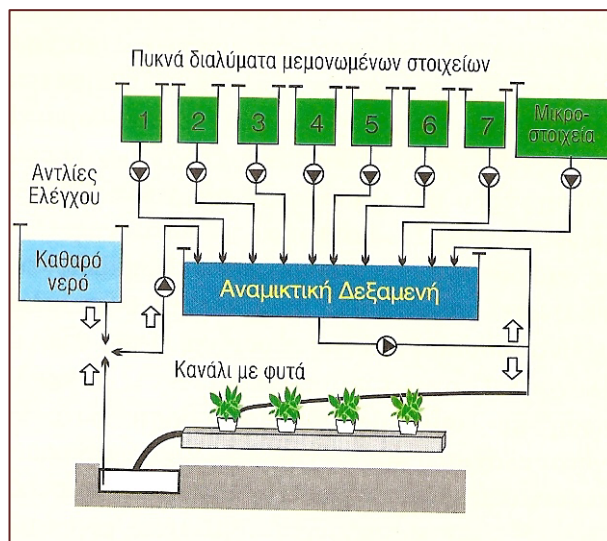 Πυκνά διαλύματα μεμονωμένων στοιχείων
1 2 3 4 5 6 7
Μικρο-
στοιχεία
Αντλίες
Ελέγχου
Καθαρό
νερό
Αναμικτική Δεξαμενή
Κανάλι με φυτά